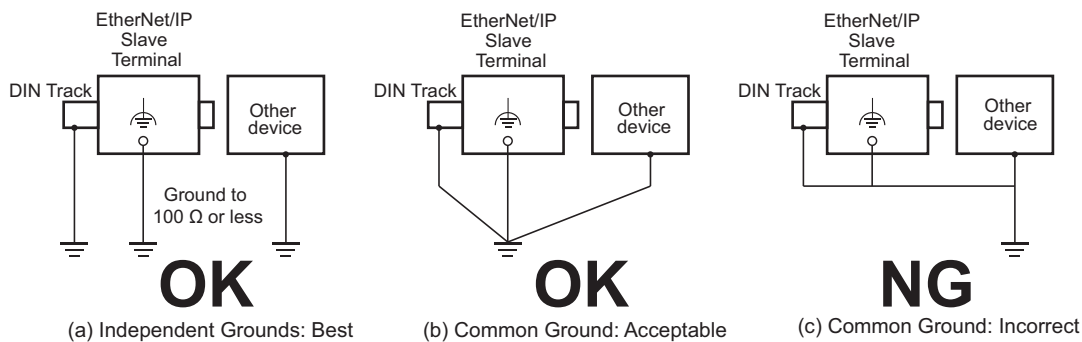 EtherNet/IP
Slave
Terminal
DIN Track
Other
device
Ground to
100 Ω or less
OK
(a) Independent Grounds: Best
EtherNet/IP
Slave
Terminal
DIN Track
Other
device
OK
(b) Common Ground: Acceptable
EtherNet/IP
Slave
Terminal
DIN Track
Other
device
NG
(c) Common Ground: Incorrect